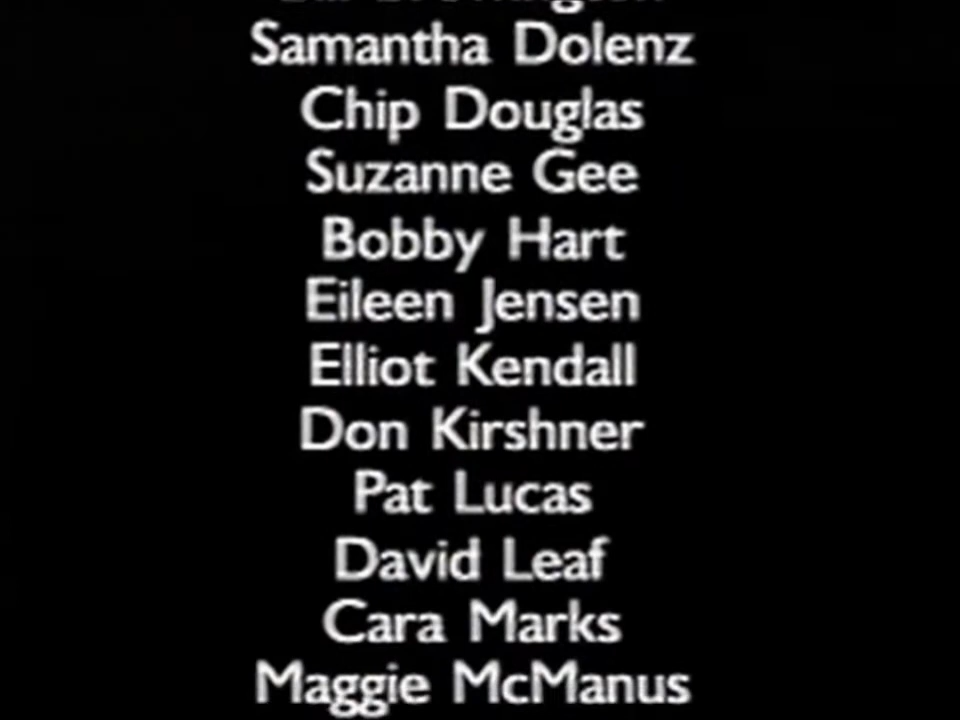 Samantha Dolenz
Chip Douglas
Suzanne Gee
Bobby Hart
Eileen Jensen
Elliot Kendall
Don Kirshner
Pat Lucas
David Leaf
Cara Marks
Maggie McManus